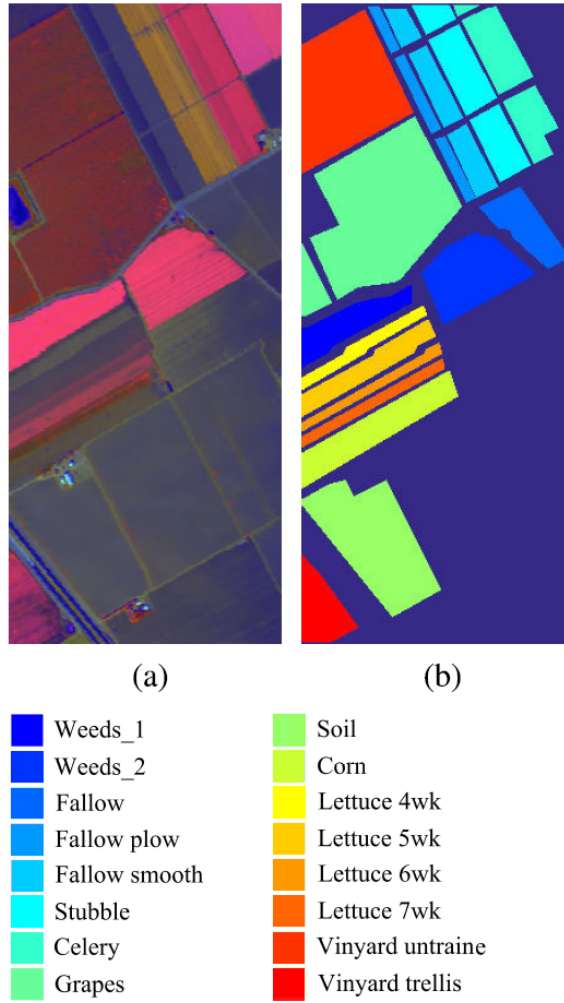 (a)
(b)
Weeds_1
Weeds_2
Fallow
Fallow plow
Fallow smooth
Stubble
Celery
Grapes
Soil
Corn
Lettuce 4wk
Lettuce 5wk
Lettuce 6wk
Lettuce 7wk
Vinyard untraine
Vinyard trellis